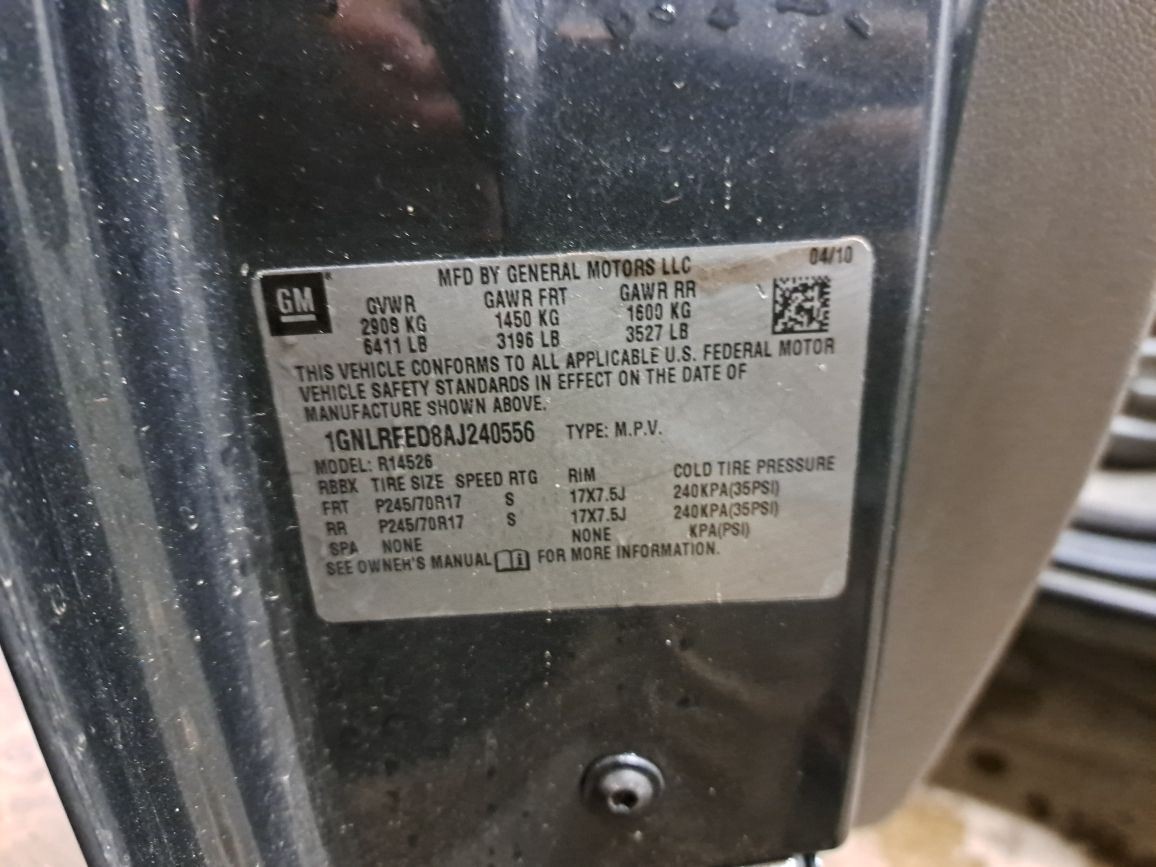 GM
MFD BY GENERAL MOTORS LLC
04/10
GVWR GAWR FRT GAWR RR
2908 KG 1450 KG 1600 KG
6411 LB 3196 LB 3527 LB
THIS VEHICLE CONFORMS TO ALL APPLICABLE U.S. FEDERAL MOTOR
VEHICLE SAFETY STANDARDS IN EFFECT ON THE DATE OF
MANUFACTURE SHOWN ABOVE.
1GNLREED8AJ240556 TYPE: M.P.V.
MODEL: R14526
RBBX TIRE SIZE SPEED RTG RIM COLD TIRE PRESSURE
FRT P245/70R17 S 17X7.5J 240KPA(35PSI)
RR P245/70R17 S 17X7.5J 240KPA(35PSI)
SPA NONE NONE KPA(PSI)
SEE OWNER'S MANUAL FOR MORE INFORMATION.